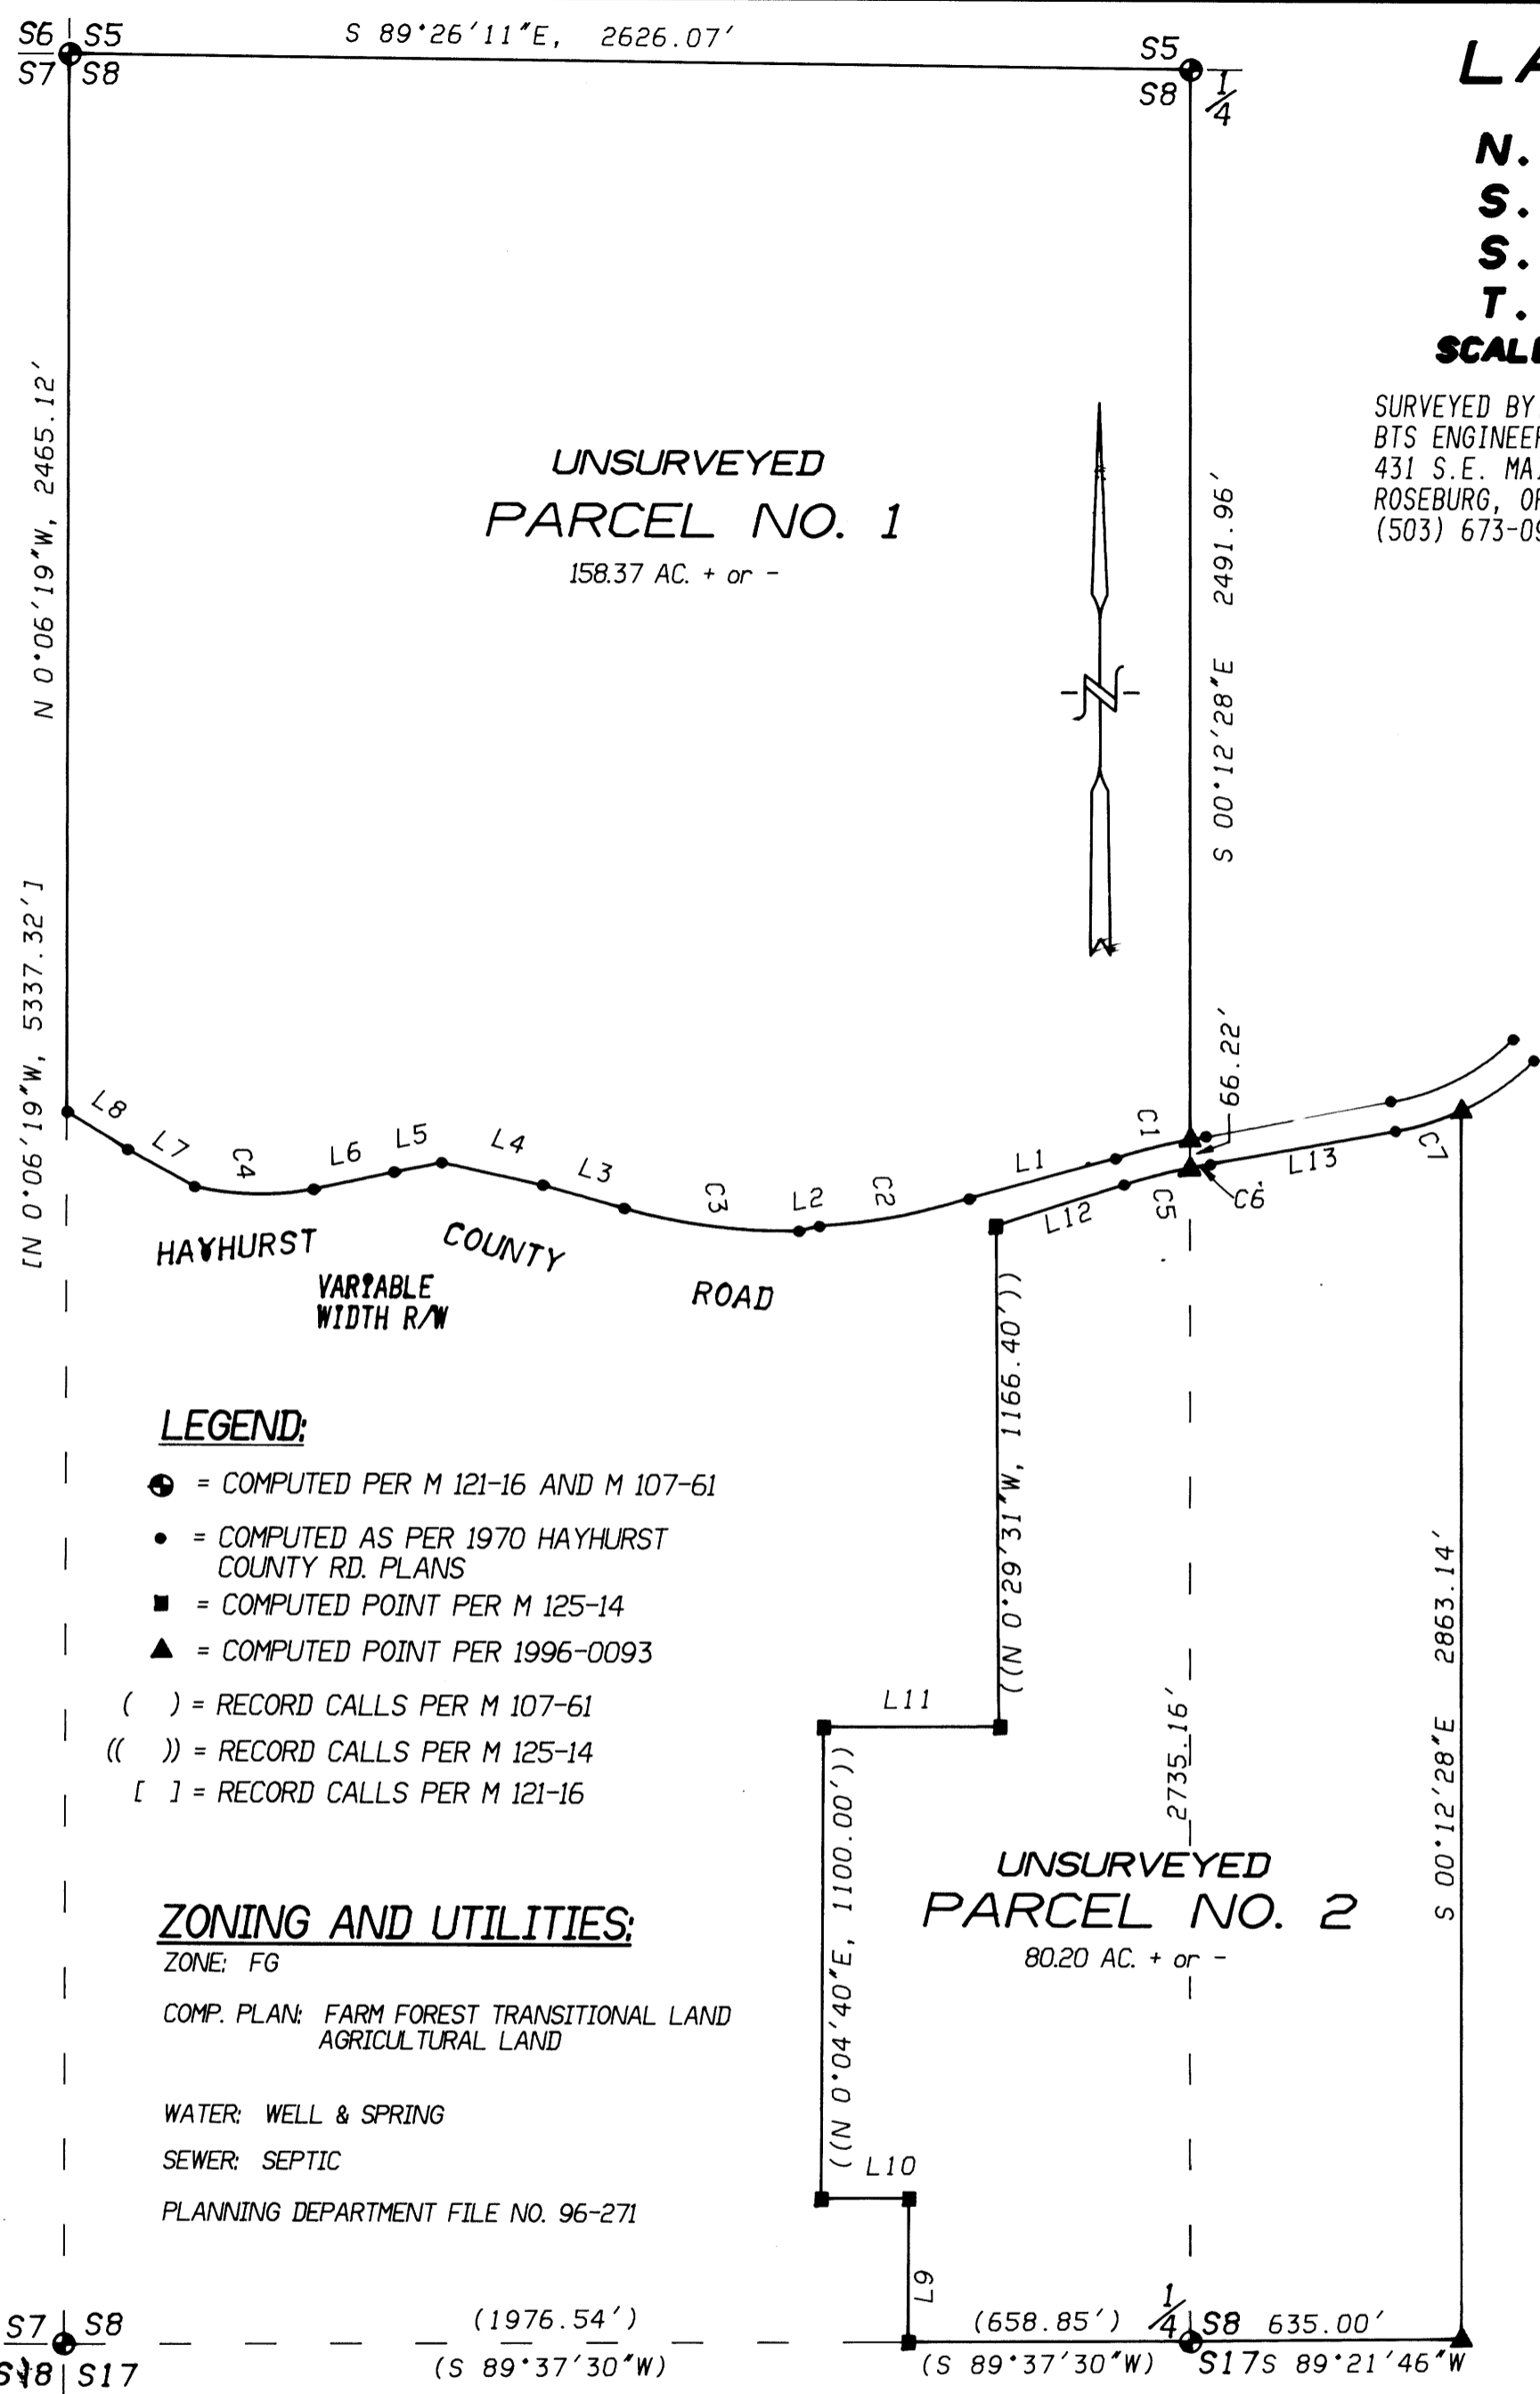 S6 S5
S7 S8
S 89°26'11"E, 2626.07'
S5
S8
1/4
LA
N.
S.
S.
T.
SCALE
SURVEYED BY
BTS ENGINEER
431 S.E. MAI
ROSEBURG, OR
(503) 673-09
N 0°06'19"W, 2465.12'
[N 0°06'19"W, 5337.32']
UNSURVEYED
PARCEL NO. 1
158.37 AC. + or -
N
S 00°12'28"E 2491.96'
66.22'
L8
L7
C4
L6
L5
L4
L3
C3
L2
C2
L1
C1
L12
C5
C6
L13
C7
HAYHURST COUNTY ROAD
VARIABLE
WIDTH R/W
LEGEND:
= COMPUTED PER M 121-16 AND M 107-61
= COMPUTED AS PER 1970 HAYHURST
COUNTY RD. PLANS
= COMPUTED POINT PER M 125-14
= COMPUTED POINT PER 1996-0093
( ) = RECORD CALLS PER M 107-61
(( )) = RECORD CALLS PER M 125-14
[ ] = RECORD CALLS PER M 121-16
((N 0°29'31"W, 1166.40'))
L11
((N 0°04'40"E, 1100.00'))
L10
L9
2735.16'
S 00°12'28"E 2863.14'
UNSURVEYED
PARCEL NO. 2
80.20 AC. + or -
ZONING AND UTILITIES:
ZONE: FG
COMP. PLAN: FARM FOREST TRANSITIONAL LAND
AGRICULTURAL LAND
WATER: WELL & SPRING
SEWER: SEPTIC
PLANNING DEPARTMENT FILE NO. 96-271
S7 S8
S18 S17
(1976.54')
(S 89°37'30"W)
(658.85')
(S 89°37'30"W)
1/4
S8 635.00'
S17 S 89°21'46"W